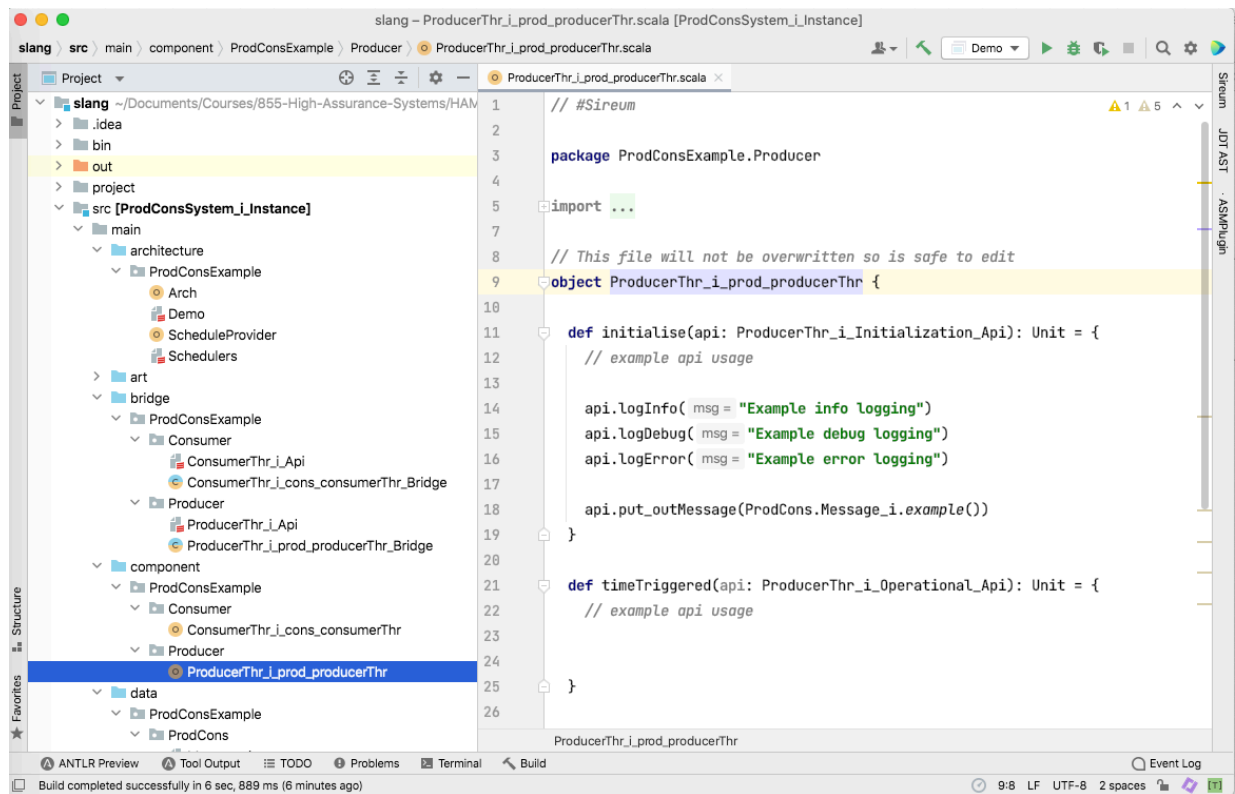 slang – ProducerThr_i_prod_producerThr.scala [ProdConsSystem_i_Instance]
slang src main component ProdConsExample Producer ProducerThr_i_prod_producerThr.scala Demo
Project
ProducerThr_i_prod_producerThr.scala
Project
Structure
Favorites
slang ~/Documents/Courses/855-High-Assurance-Systems/HAM
.idea
bin
out
project
src [ProdConsSystem_i_Instance]
main
architecture
ProdConsExample
Arch
Demo
ScheduleProvider
Schedulers
art
bridge
ProdConsExample
Consumer
ConsumerThr_i_Api
ConsumerThr_i_cons_consumerThr_Bridge
Producer
ProducerThr_i_Api
ProducerThr_i_prod_producerThr_Bridge
component
ProdConsExample
Consumer
ConsumerThr_i_cons_consumerThr
Producer
ProducerThr_i_prod_producerThr
data
ProdConsExample
ProdCons
1 // #Sireum
2
3 package ProdConsExample.Producer
4
5 import ...
7
8 // This file will not be overwritten so is safe to edit
9 object ProducerThr_i_prod_producerThr {
10
11 def initialise(api: ProducerThr_i_Initialization_Api): Unit = {
12 // example api usage
13
14 api.logInfo( msg = "Example info logging")
15 api.logDebug( msg = "Example debug logging")
16 api.logError( msg = "Example error logging")
17
18 api.put_outMessage(ProdCons.Message_i.example())
19 }
20
21 def timeTriggered(api: ProducerThr_i_Operational_Api): Unit = {
22 // example api usage
23
24
25 }
26
1 5
Sireum
JDT AST
ASMPlugin
ProducerThr_i_prod_producerThr
ANTLR Preview Tool Output TODO Problems Terminal Build Event Log
Build completed successfully in 6 sec, 889 ms (6 minutes ago) 9:8 LF UTF-8 2 spaces [T]